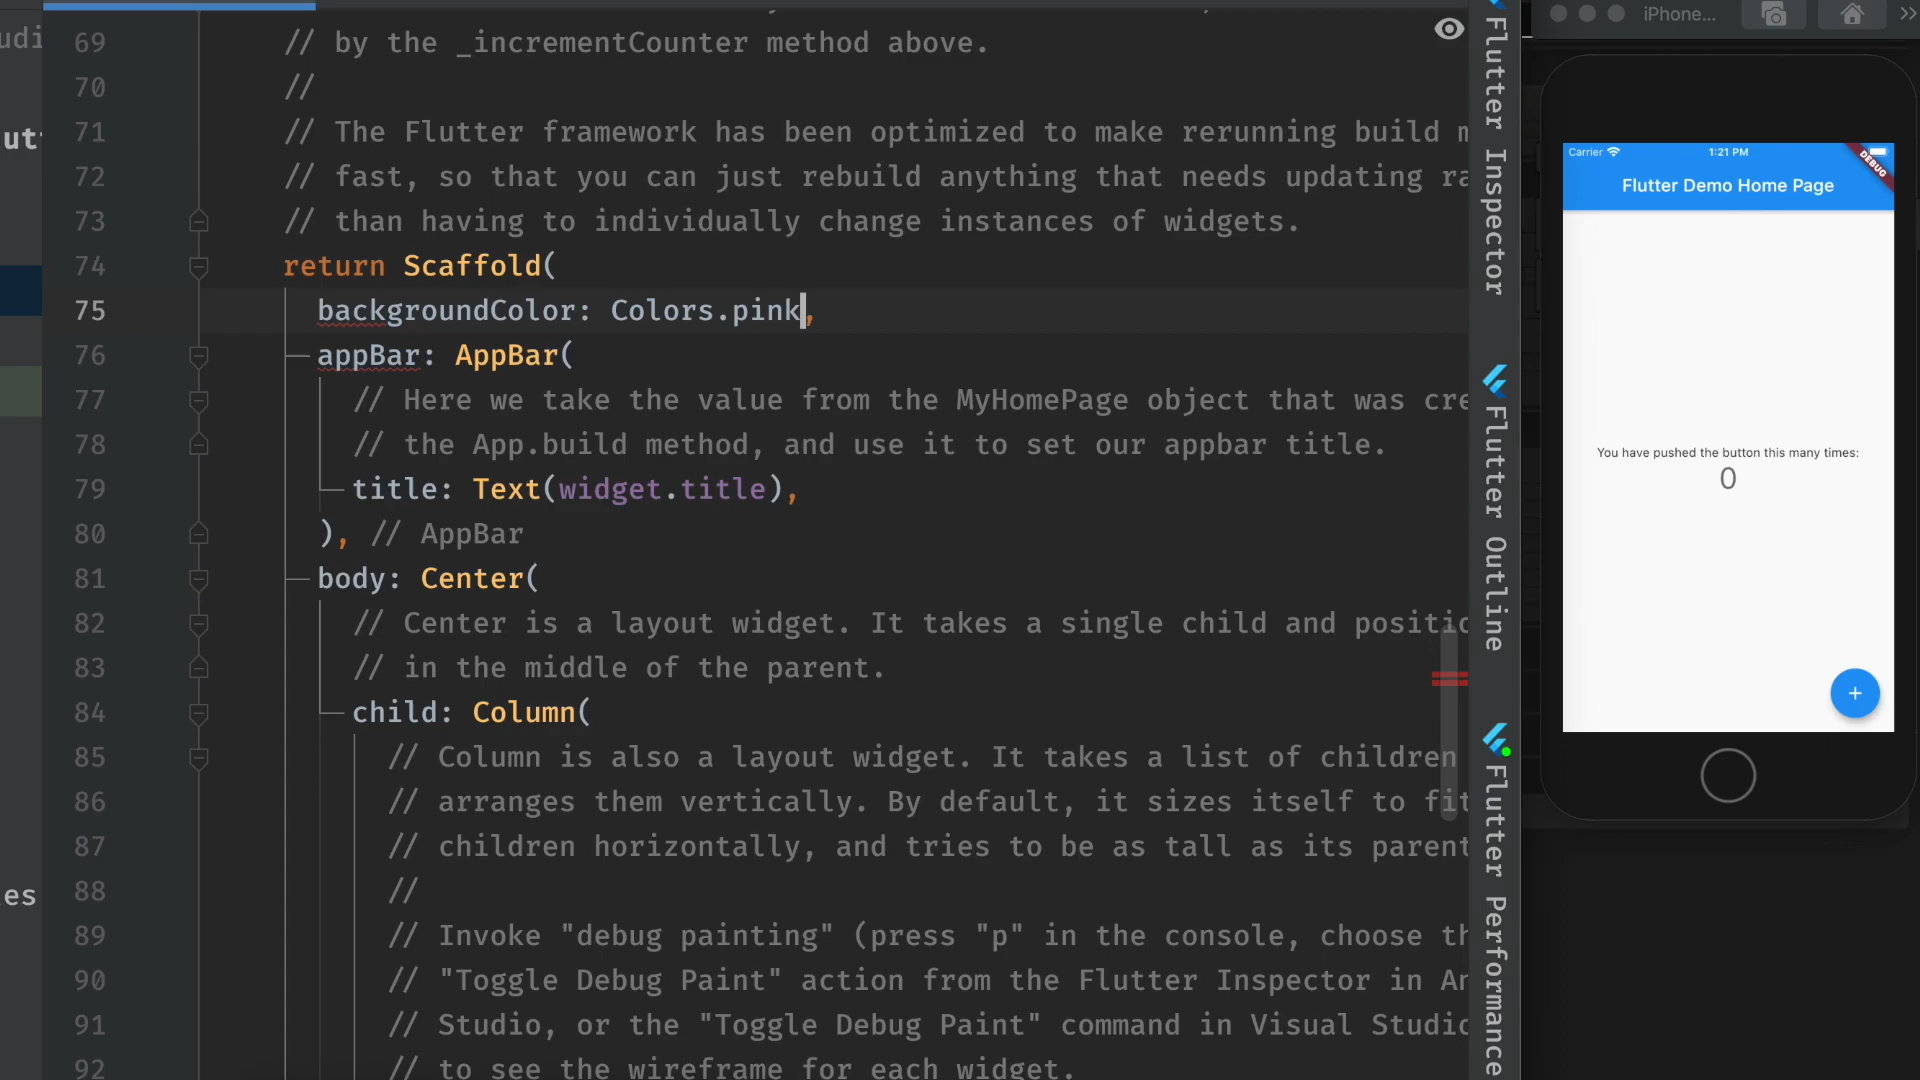 69 // by the _incrementCounter method above.
70 //
71 // The Flutter framework has been optimized to make rerunning build m
72 // fast, so that you can just rebuild anything that needs updating ra
73 // than having to individually change instances of widgets.
74 return Scaffold(
75 backgroundColor: Colors.pink,
76 appBar: AppBar(
77 // Here we take the value from the MyHomePage object that was cre
78 // the App.build method, and use it to set our appbar title.
79 title: Text(widget.title),
80 ), // AppBar
81 body: Center(
82 // Center is a layout widget. It takes a single child and positio
83 // in the middle of the parent.
84 child: Column(
85 // Column is also a layout widget. It takes a list of children
86 // arranges them vertically. By default, it sizes itself to fit
87 // children horizontally, and tries to be as tall as its parent
88 //
89 // Invoke "debug painting" (press "p" in the console, choose th
90 // "Toggle Debug Paint" action from the Flutter Inspector in An
91 // Studio, or the "Toggle Debug Paint" command in Visual Studio
92 // to see the wireframe for each widget.
udi
utt
es
Flutter Inspector
Flutter Outline
Flutter Performance
iPhone...
Carrier 1:21 PM
DEBUG
Flutter Demo Home Page
You have pushed the button this many times:
0
+